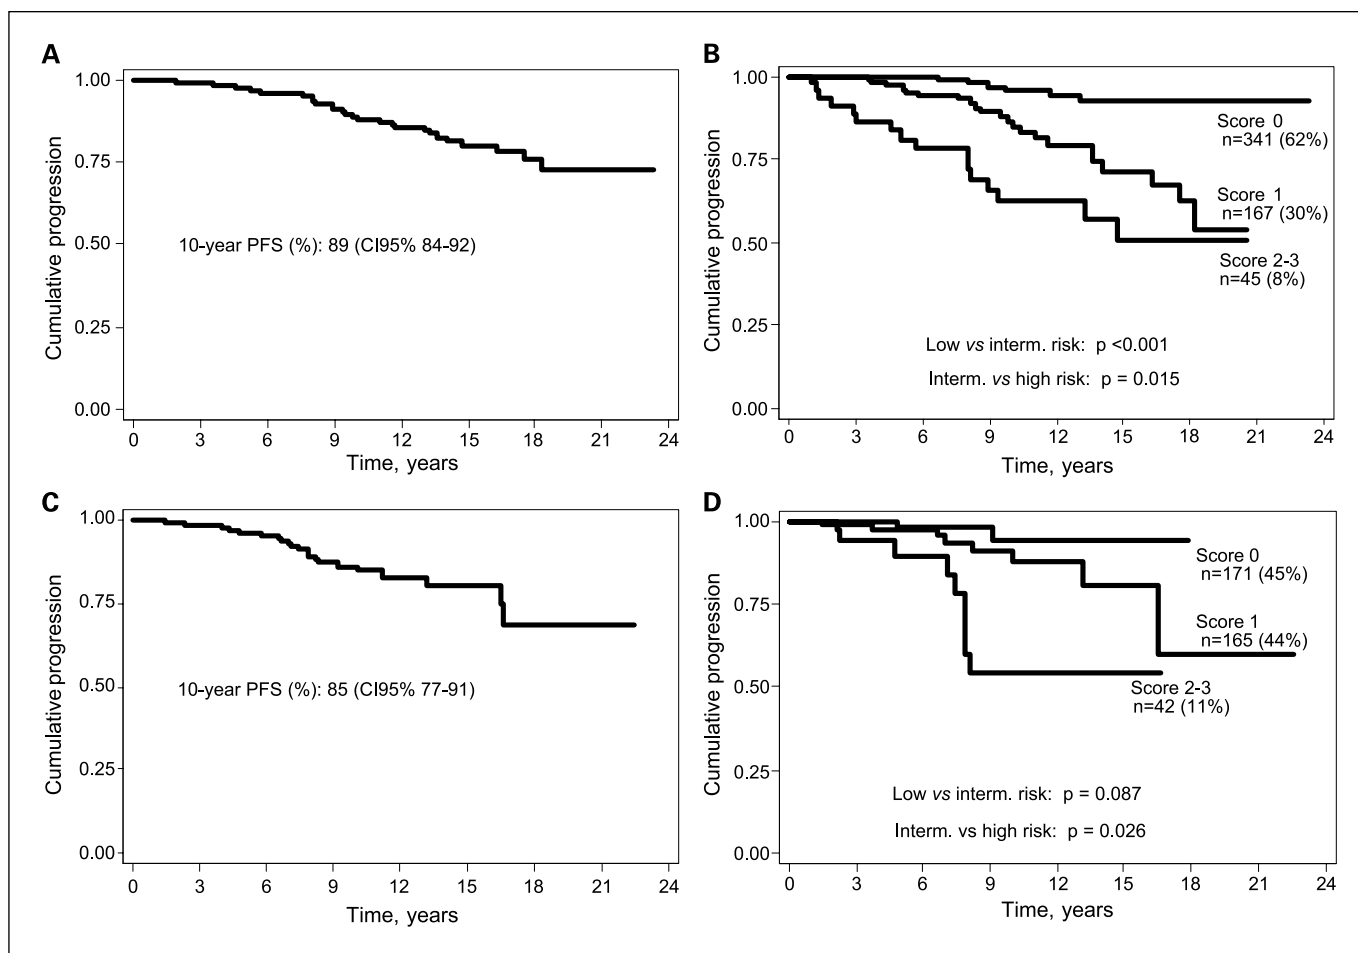 A
1.00
0.75
0.50
0.25
0.00
Cumulative progression
10-year PFS (%): 89 (CI95% 84-92)
0 3 6 9 12 15 18 21 24
Time, years
B
1.00
0.75
0.50
0.25
0.00
Cumulative progression
Score 0
n=341 (62%)
Score 1
n=167 (30%)
Score 2-3
n=45 (8%)
Low vs interm. risk: p <0.001
Interm. vs high risk: p = 0.015
0 3 6 9 12 15 18 21 24
Time, years
C
1.00
0.75
0.50
0.25
0.00
Cumulative progression
10-year PFS (%): 85 (CI95% 77-91)
0 3 6 9 12 15 18 21 24
Time, years
D
1.00
0.75
0.50
0.25
0.00
Cumulative progression
Score 0
n=171 (45%)
Score 1
n=165 (44%)
Score 2-3
n=42 (11%)
Low vs interm. risk: p = 0.087
Interm. vs high risk: p = 0.026
0 3 6 9 12 15 18 21 24
Time, years